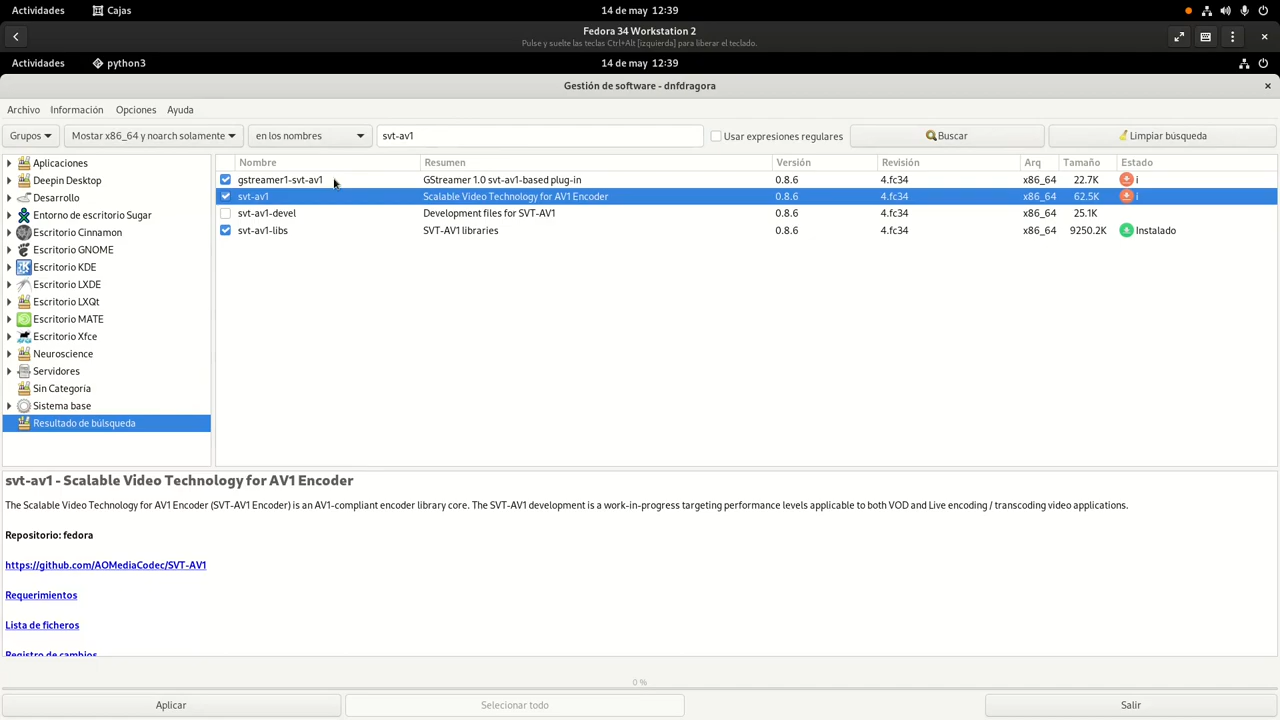 Actividades Cajas 14 de may 12:39
Fedora 34 Workstation 2
Pulse y suelte las teclas Ctrl+Alt [izquierda] para liberar el teclado.
Actividades python3 14 de may 12:39
Gestión de software - dnfdragora
Archivo Información Opciones Ayuda
Grupos Mostar x86_64 y noarch solamente en los nombres svt-av1 Usar expresiones regulares Buscar Limpiar búsqueda
Aplicaciones
Deepin Desktop
Desarrollo
Entorno de escritorio Sugar
Escritorio Cinnamon
Escritorio GNOME
Escritorio KDE
Escritorio LXDE
Escritorio LXQt
Escritorio MATE
Escritorio Xfce
Neuroscience
Servidores
Sin Categoría
Sistema base
Resultado de búlsqueda
Nombre Resumen Versión Revisión Arq Tamaño Estado
gstreamer1-svt-av1 GStreamer 1.0 svt-av1-based plug-in 0.8.6 4.fc34 x86_64 22.7K i
svt-av1 Scalable Video Technology for AV1 Encoder 0.8.6 4.fc34 x86_64 62.5K i
svt-av1-devel Development files for SVT-AV1 0.8.6 4.fc34 x86_64 25.1K
svt-av1-libs SVT-AV1 libraries 0.8.6 4.fc34 x86_64 9250.2K Instalado
svt-av1 - Scalable Video Technology for AV1 Encoder
The Scalable Video Technology for AV1 Encoder (SVT-AV1 Encoder) is an AV1-compliant encoder library core. The SVT-AV1 development is a work-in-progress targeting performance levels applicable to both VOD and Live encoding / transcoding video applications.
Repositorio: fedora
https://github.com/AOMediaCodec/SVT-AV1
Requerimientos
Lista de ficheros
Registro de cambios
0 %
Aplicar Selecionar todo Salir